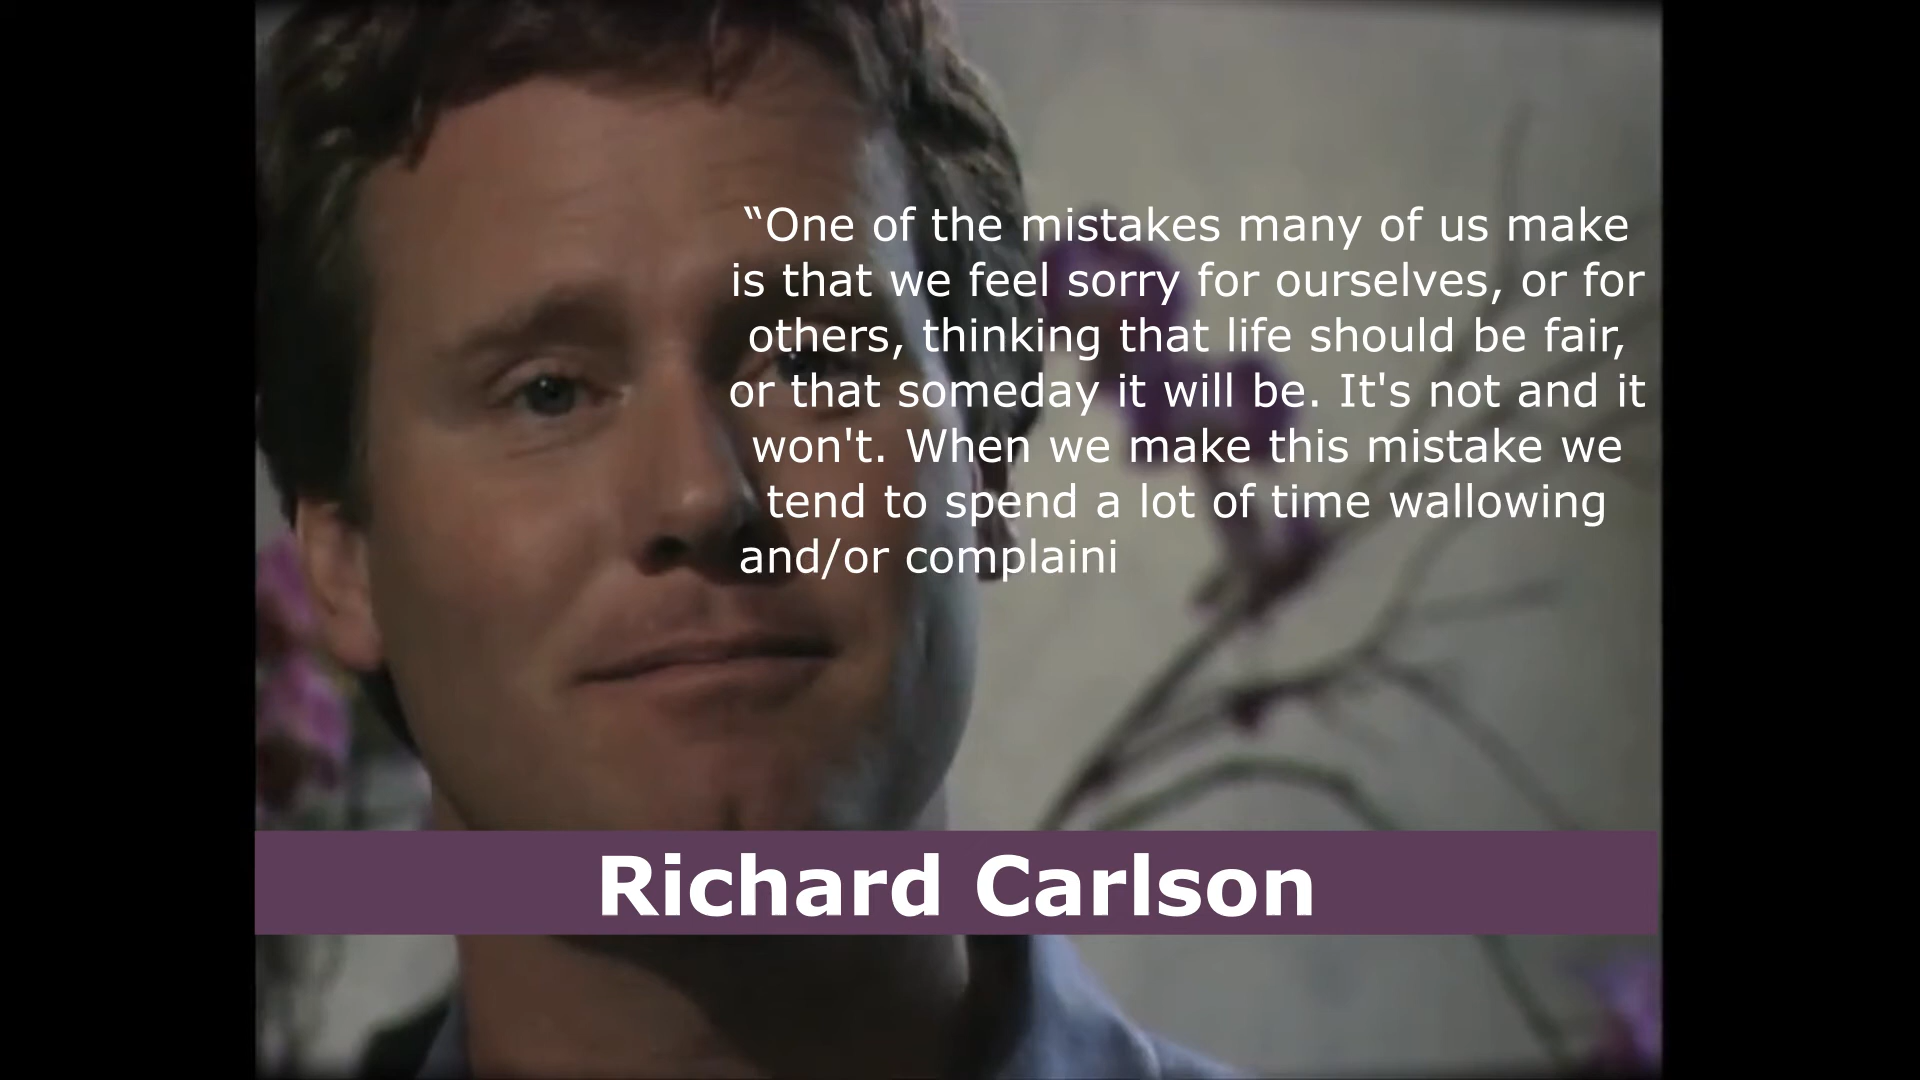 “One of the mistakes many of us make
is that we feel sorry for ourselves, or for
others, thinking that life should be fair,
or that someday it will be. It's not and it
won't. When we make this mistake we
tend to spend a lot of time wallowing
and/or complaini
Richard Carlson